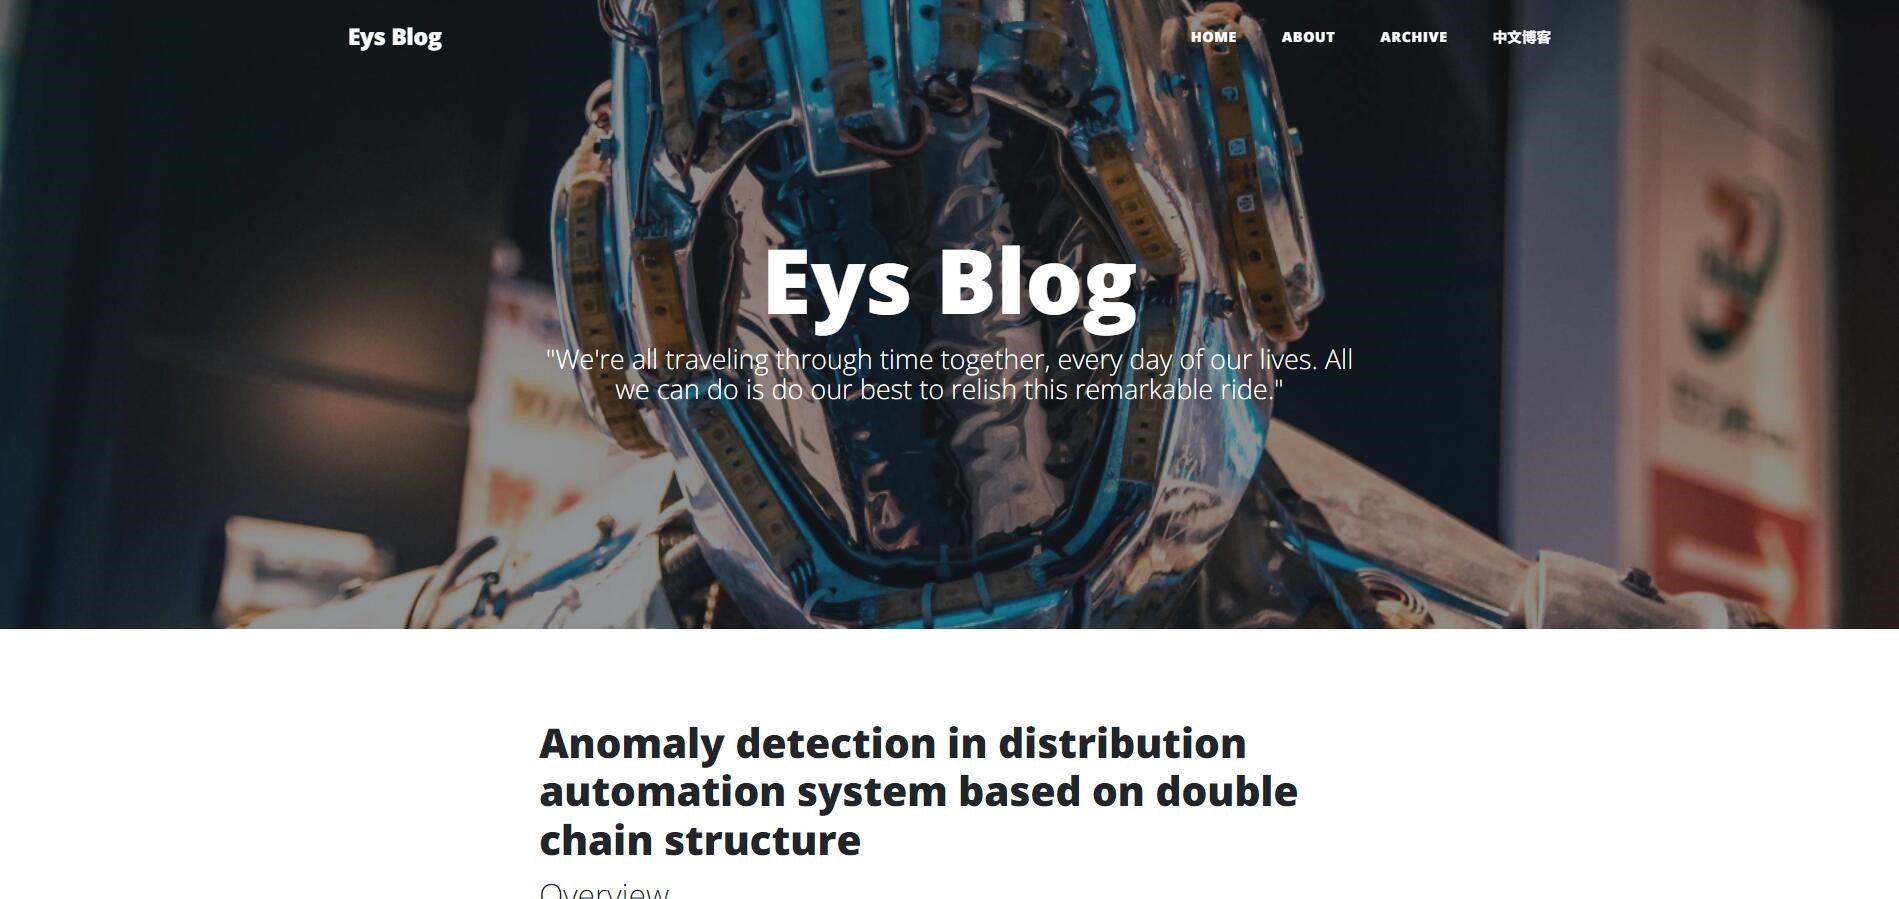 Eys Blog
HOME ABOUT ARCHIVE 中文博客
Eys Blog
"We're all traveling through time together, every day of our lives. All
we can do is do our best to relish this remarkable ride."
Anomaly detection in distribution
automation system based on double
chain structure
Overview